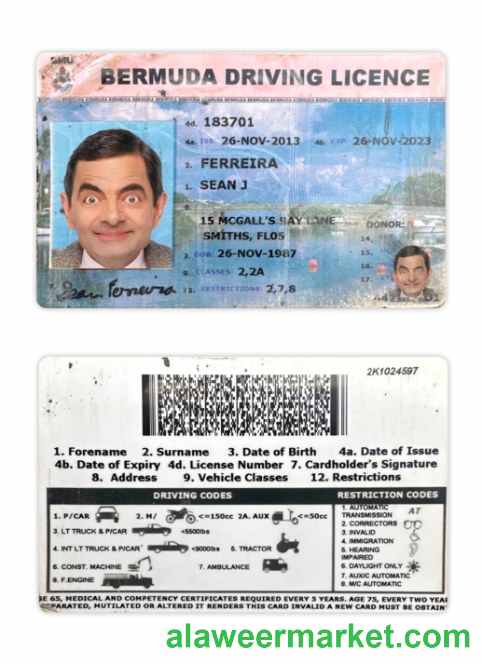 BERMUDA DRIVING LICENCE
4d. 183701
4a. ISS 26-NOV-2013 4b. EXP 26-NOV-2023
2. FERREIRA
1. SEAN J
8. 15 MCGALL'S BAY LANE
SMITHS, FL05
DONOR:
14.
3. DOB 26-NOV-1987
15.
16.
9. CLASSES: 2,2A
17.
12. RESTRICTIONS: 2,7,8
Sean Ferreira
2K1024597
1. Forename 2. Surname 3. Date of Birth 4a. Date of Issue
4b. Date of Expiry 4d. License Number 7. Cardholder's Signature
8. Address 9. Vehicle Classes 12. Restrictions
DRIVING CODES
1. P/CAR 2. M/ <=150cc 2A. AUX <=50cc
3. LT TRUCK & P/CAR <5500lbs
4. INT LT TRUCK & P/CAR <9000lbs 5. TRACTOR
6. CONST. MACHINE 7. AMBULANCE
8. F.ENGINE
RESTRICTION CODES
1. AUTOMATIC
TRANSMISSION AT
2. CORRECTORS
3. INVALID
4. IMMIGRATION
5. HEARING
IMPAIRED
6. DAYLIGHT ONLY
7. AUX/C AUTOMATIC
8. M/C AUTOMATIC
GE 65, MEDICAL AND COMPETENCY CERTIFICATES REQUIRED EVERY 5 YEARS. AGE 75, EVERY TWO YEA
EPARATED, MUTILATED OR ALTERED IT RENDERS THIS CARD INVALID A NEW CARD MUST BE OBTAIN
alaweermarket.com